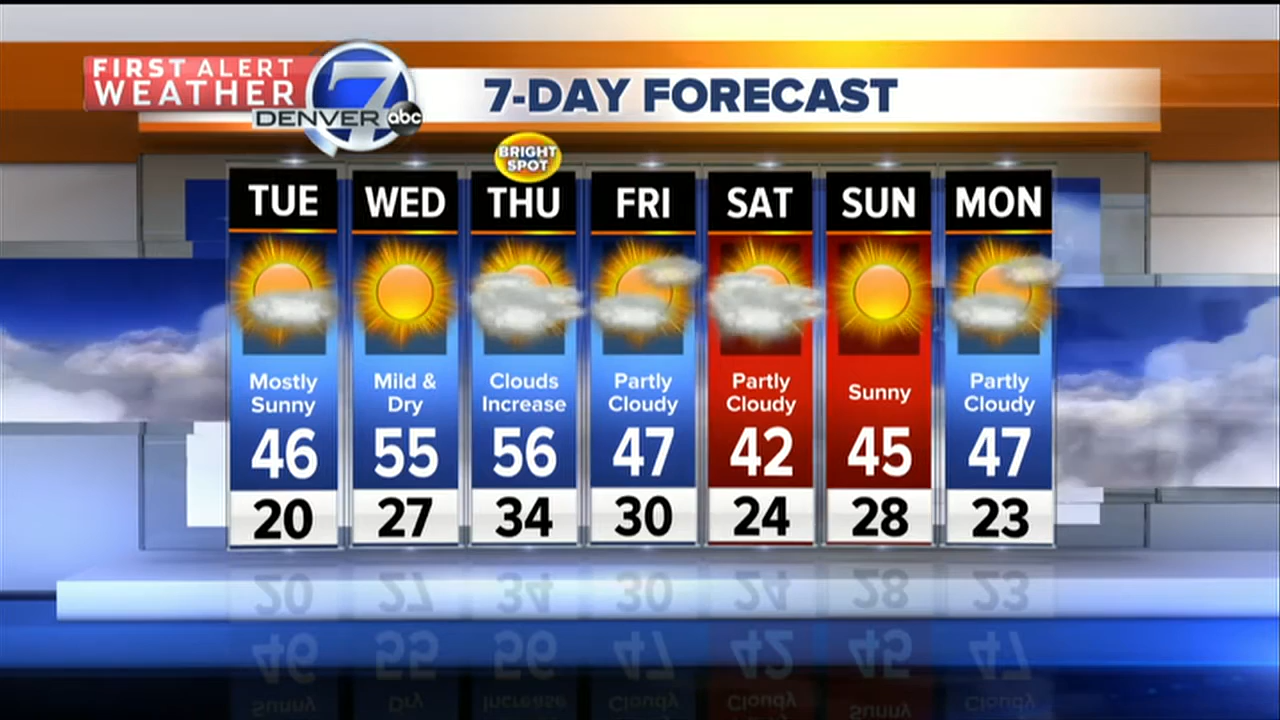 FIRST ALERT
WEATHER
7
DENVER abc
7-DAY FORECAST
BRIGHT
SPOT
TUE WED THU FRI SAT SUN MON
Mostly Mild & Clouds Partly Partly Sunny Partly
Sunny Dry Increase Cloudy Cloudy Cloudy
46 55 56 47 42 45 47
20 27 34 30 24 28 23